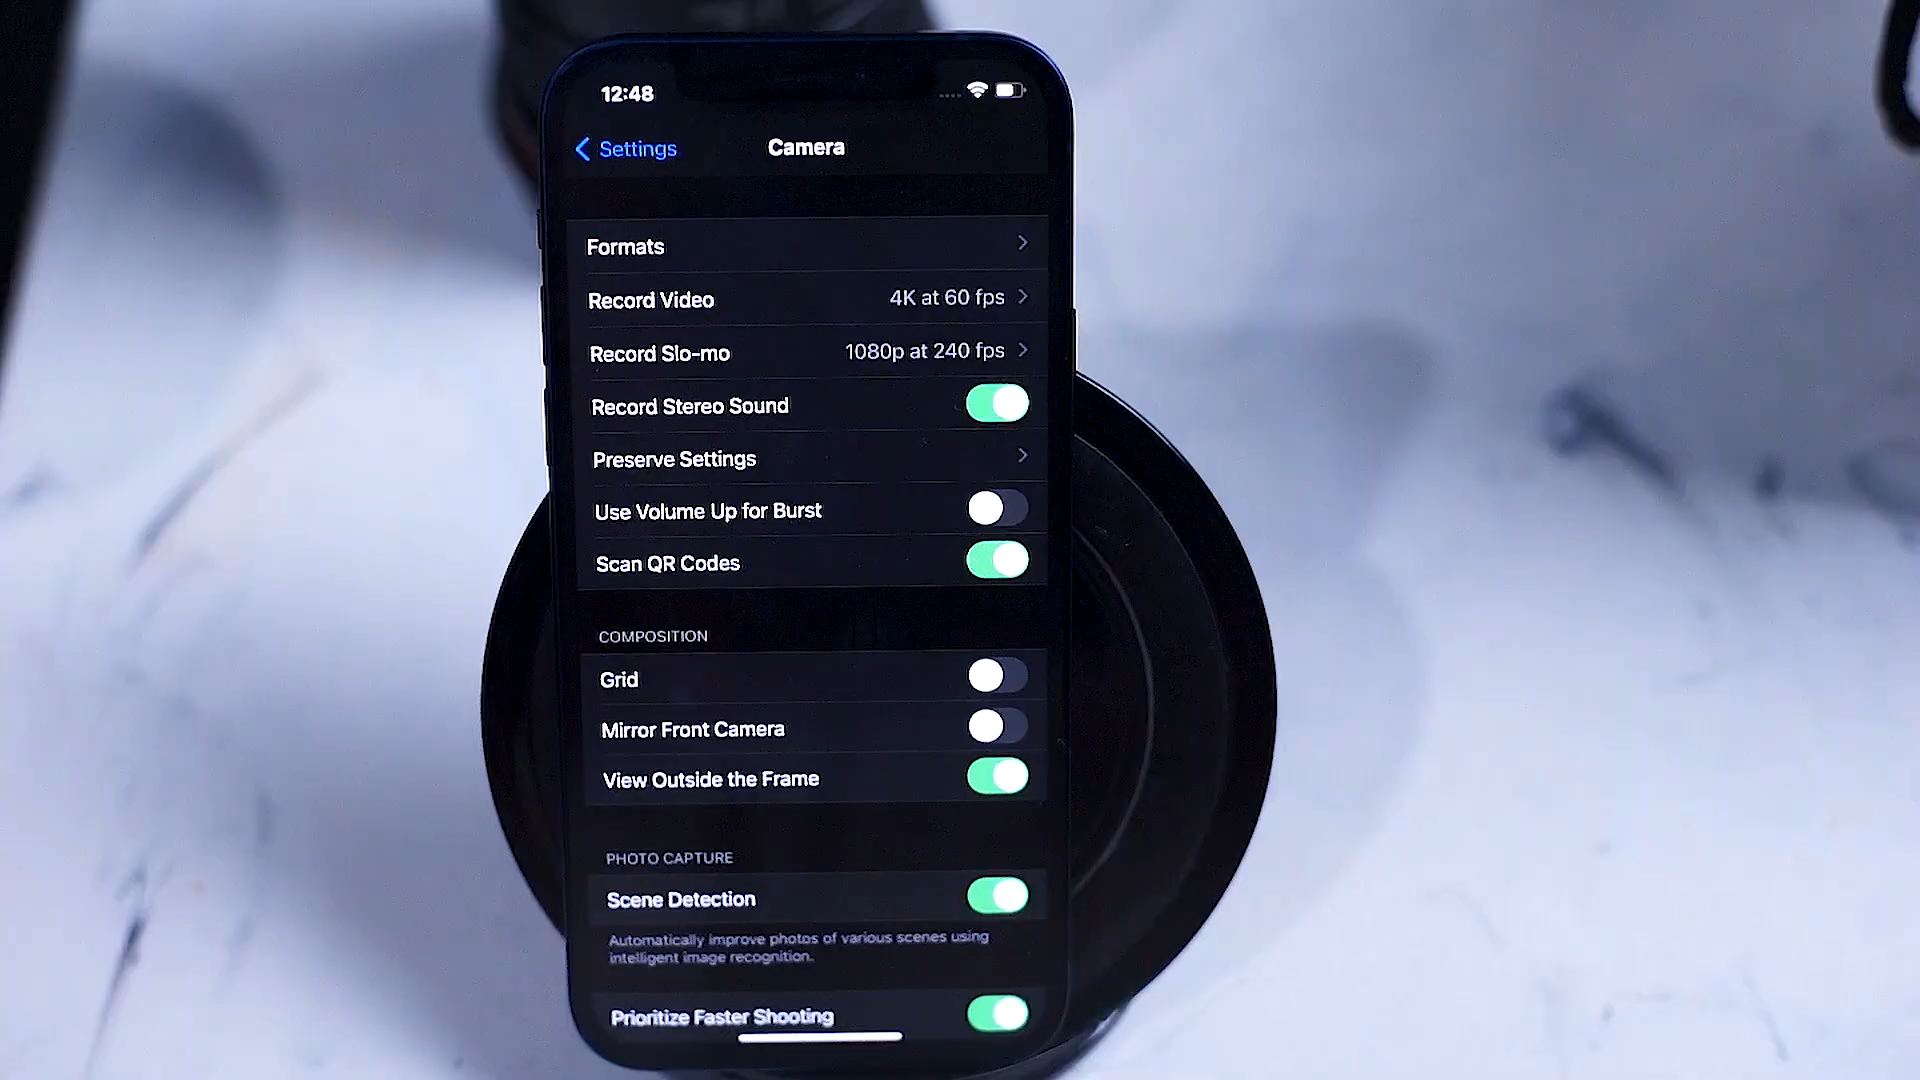 12:48
Settings
Camera
Formats
Record Video 4K at 60 fps
Record Slo-mo 1080p at 240 fps
Record Stereo Sound
Preserve Settings
Use Volume Up for Burst
Scan QR Codes
COMPOSITION
Grid
Mirror Front Camera
View Outside the Frame
PHOTO CAPTURE
Scene Detection
Automatically improve photos of various scenes using
intelligent image recognition.
Prioritize Faster Shooting